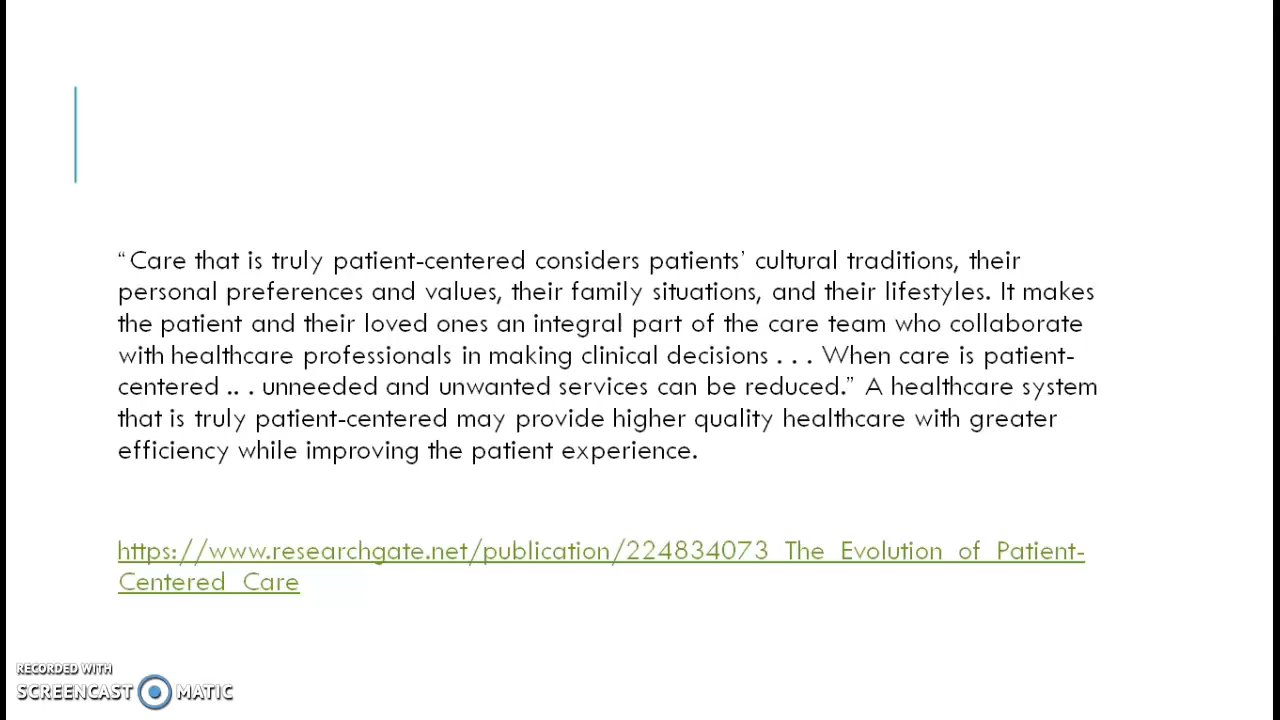 “Care that is truly patient-centered considers patients’ cultural traditions, their
personal preferences and values, their family situations, and their lifestyles. It makes
the patient and their loved ones an integral part of the care team who collaborate
with healthcare professionals in making clinical decisions . . . When care is patient-
centered .. . unneeded and unwanted services can be reduced.” A healthcare system
that is truly patient-centered may provide higher quality healthcare with greater
efficiency while improving the patient experience.
https://www.researchgate.net/publication/224834073_The_Evolution_of_Patient-
Centered_Care
RECORDED WITH
SCREENCAST MATIC